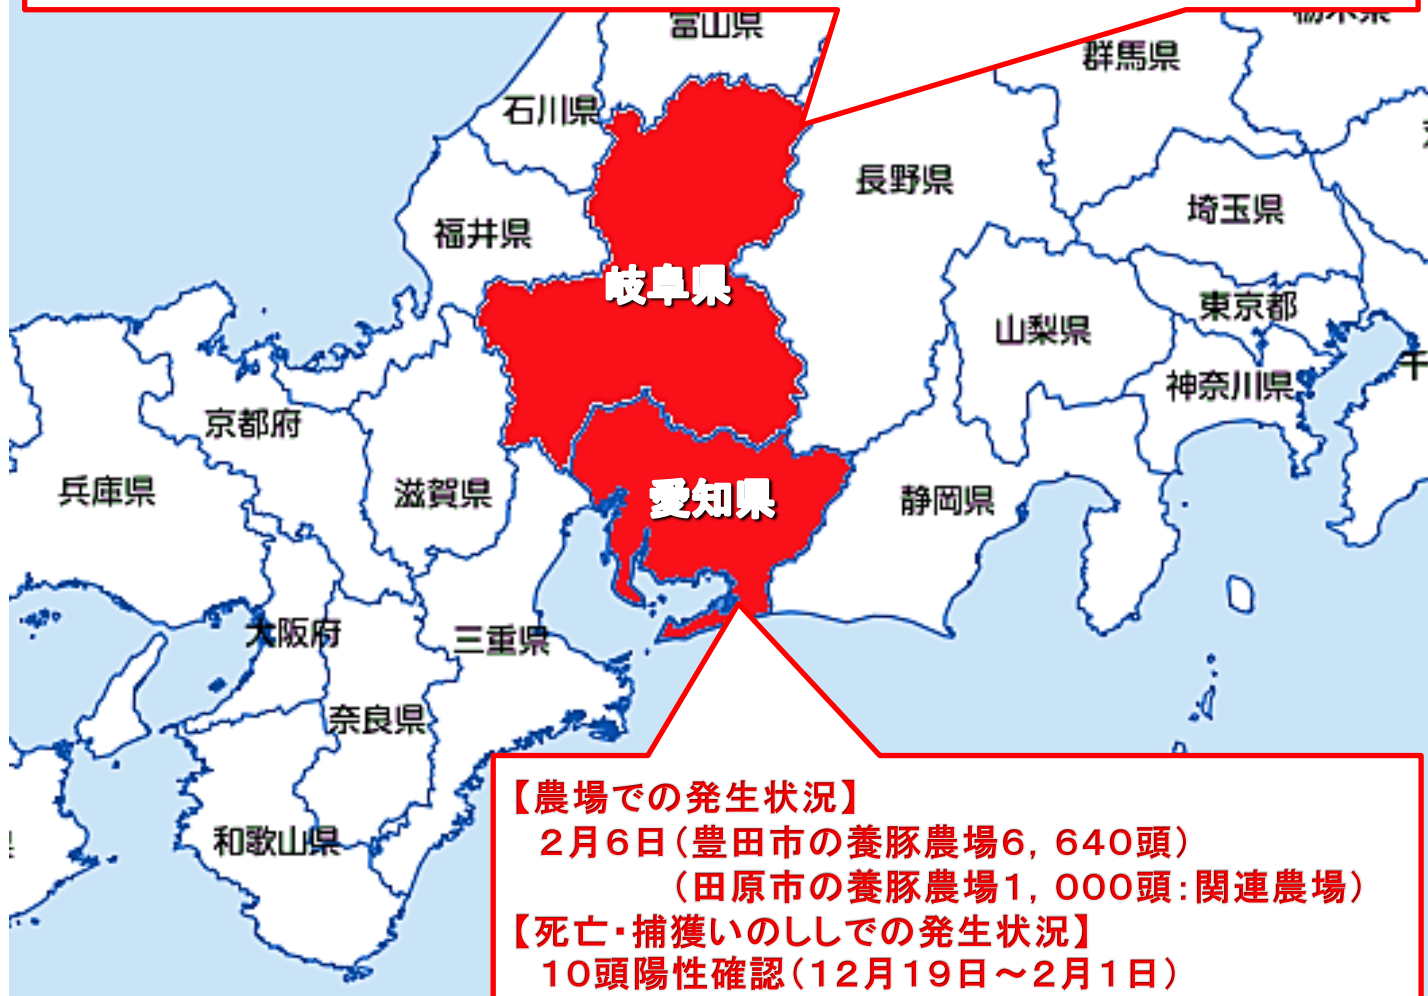 富山県
群馬県
石川県
長野県
埼玉県
福井県
岐阜県
東京都
山梨県
神奈川県
京都府
兵庫県
滋賀県
愛知県
静岡県
大阪府
三重県
奈良県
和歌山県
【農場での発生状況】
2月6日(豊田市の養豚農場6,640頭)
(田原市の養豚農場1,000頭:関連農場)
【死亡・捕獲いのししでの発生状況】
10頭陽性確認(12月19日~2月1日)